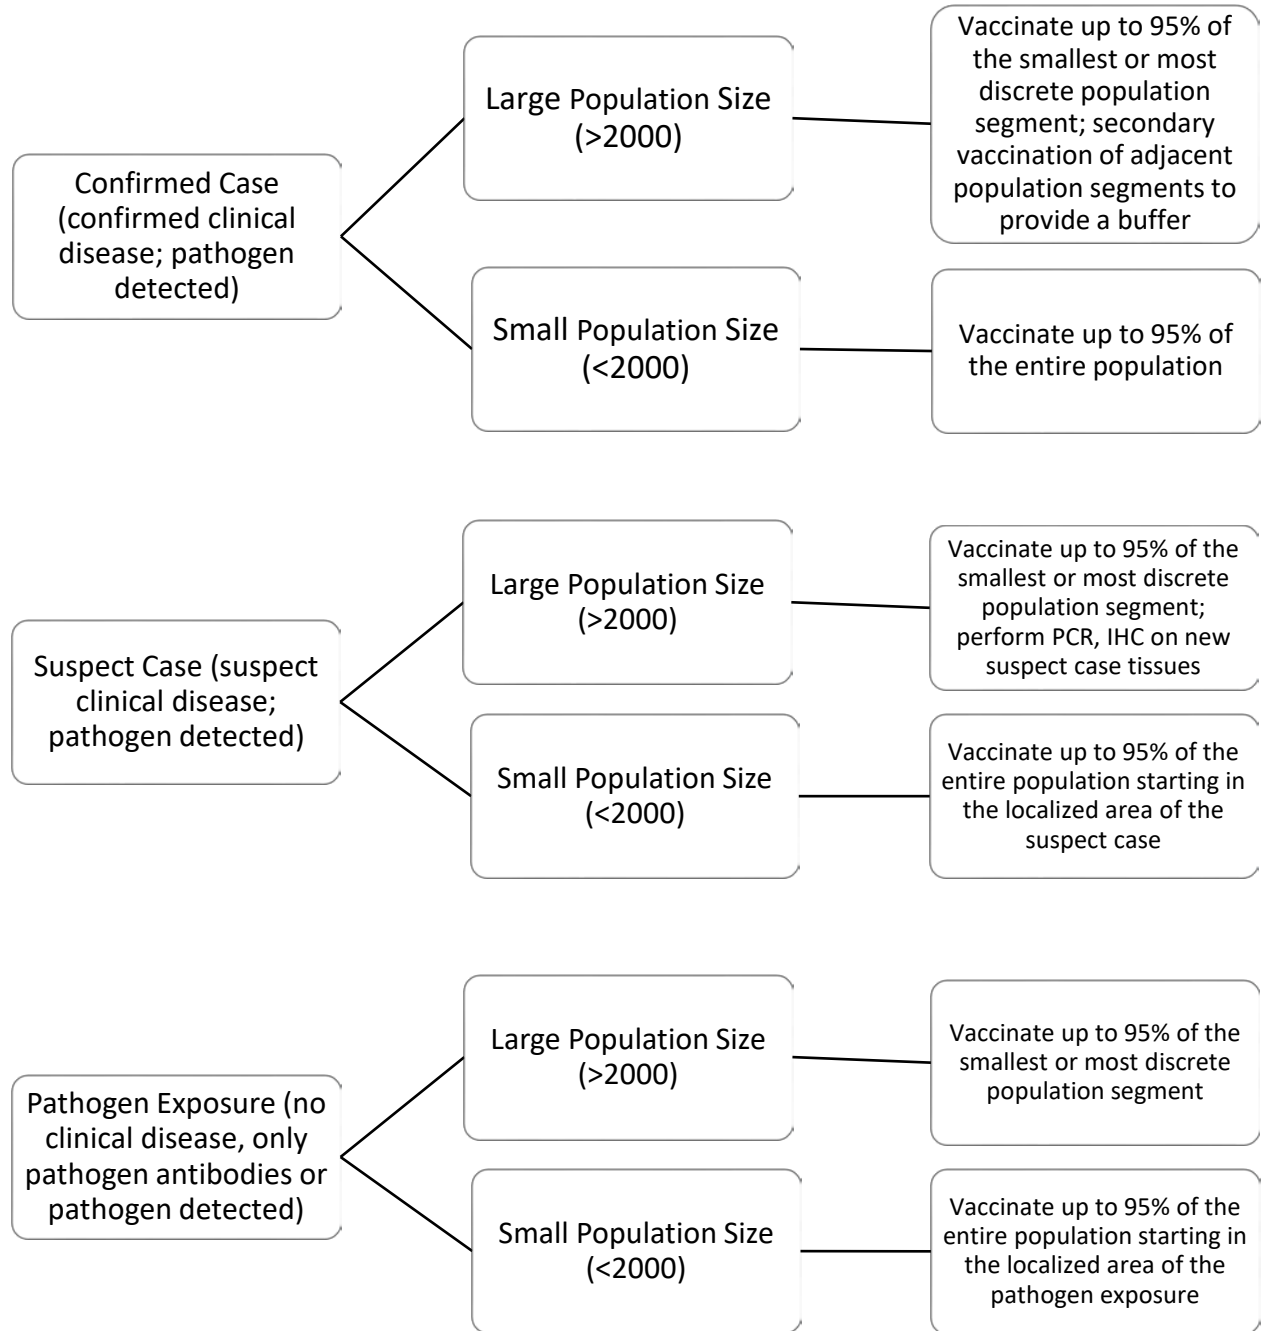 Confirmed Case
(confirmed clinical
disease; pathogen
detected)
Large Population Size
(>2000)
Vaccinate up to 95% of
the smallest or most
discrete population
segment; secondary
vaccination of adjacent
population segments to
provide a buffer
Small Population Size
(<2000)
Vaccinate up to 95% of
the entire population
Suspect Case (suspect
clinical disease;
pathogen detected)
Large Population Size
(>2000)
Vaccinate up to 95% of the
smallest or most discrete
population segment;
perform PCR, IHC on new
suspect case tissues
Small Population Size
(<2000)
Vaccinate up to 95% of the
entire population starting in
the localized area of the
suspect case
Pathogen Exposure (no
clinical disease, only
pathogen antibodies or
pathogen detected)
Large Population Size
(>2000)
Vaccinate up to 95% of the
smallest or most discrete
population segment
Small Population Size
(<2000)
Vaccinate up to 95% of the
entire population starting in
the localized area of the
pathogen exposure